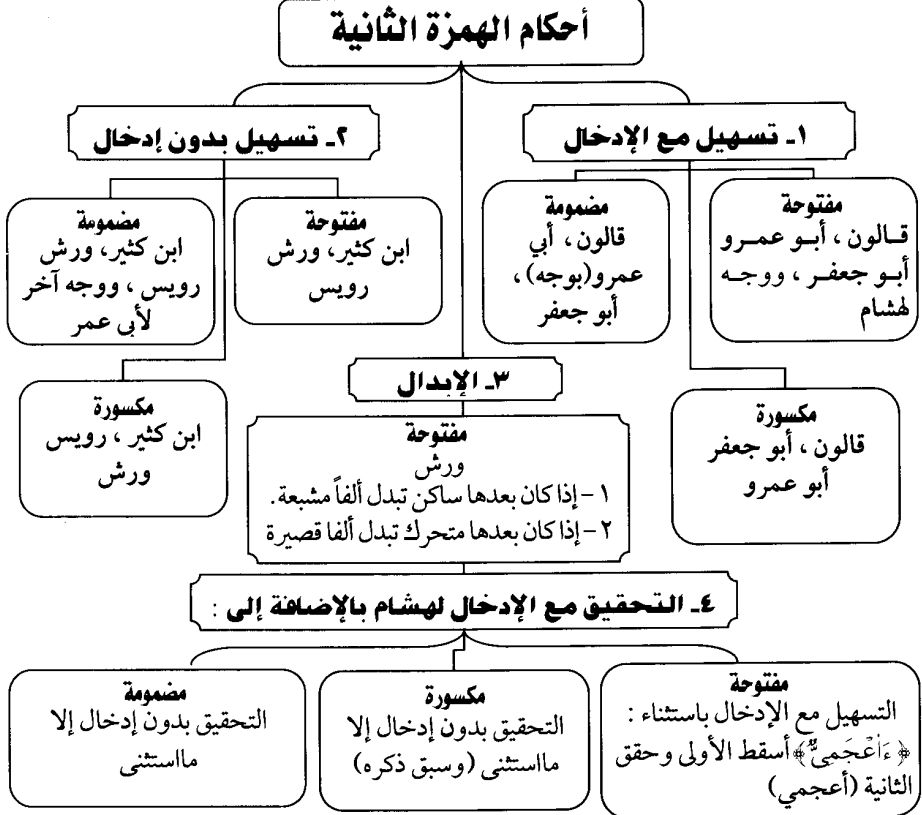 أحكام الهمزة الثانية
١ـ تسهيل مع الإدخال
مفتوحة
قالون ، أبو عمرو
أبو جعفر ، ووجه
لهشام
مضمومة
قالون ، أبي
عمرو(بوجه) ،
أبو جعفر
مكسورة
قالون ، أبو جعفر
أبو عمرو
٢ـ تسهيل بدون إدخال
مفتوحة
ابن كثير، ورش
رويس
مضمومة
ابن كثير، ورش
رويس ، ووجه آخر
لأبي عمر
مكسورة
ابن كثير ، رويس
ورش
٣ـ الإبدال
مفتوحة
ورش
١ - إذا كان بعدها ساكن تبدل ألفاً مشبعة.
٢ - إذا كان بعدها متحرك تبدل ألفا قصيرة
٤ـ التحقيق مع الإدخال لهشام بالإضافة إلى :
مفتوحة
التسهيل مع الإدخال باستثناء :
﴿ءَا۬عْجَمِىٌّ﴾ أسقط الأولى وحقق
الثانية (أعجمي)
مكسورة
التحقيق بدون إدخال إلا
مااستثنى (وسبق ذكره)
مضمومة
التحقيق بدون إدخال إلا
مااستثنى